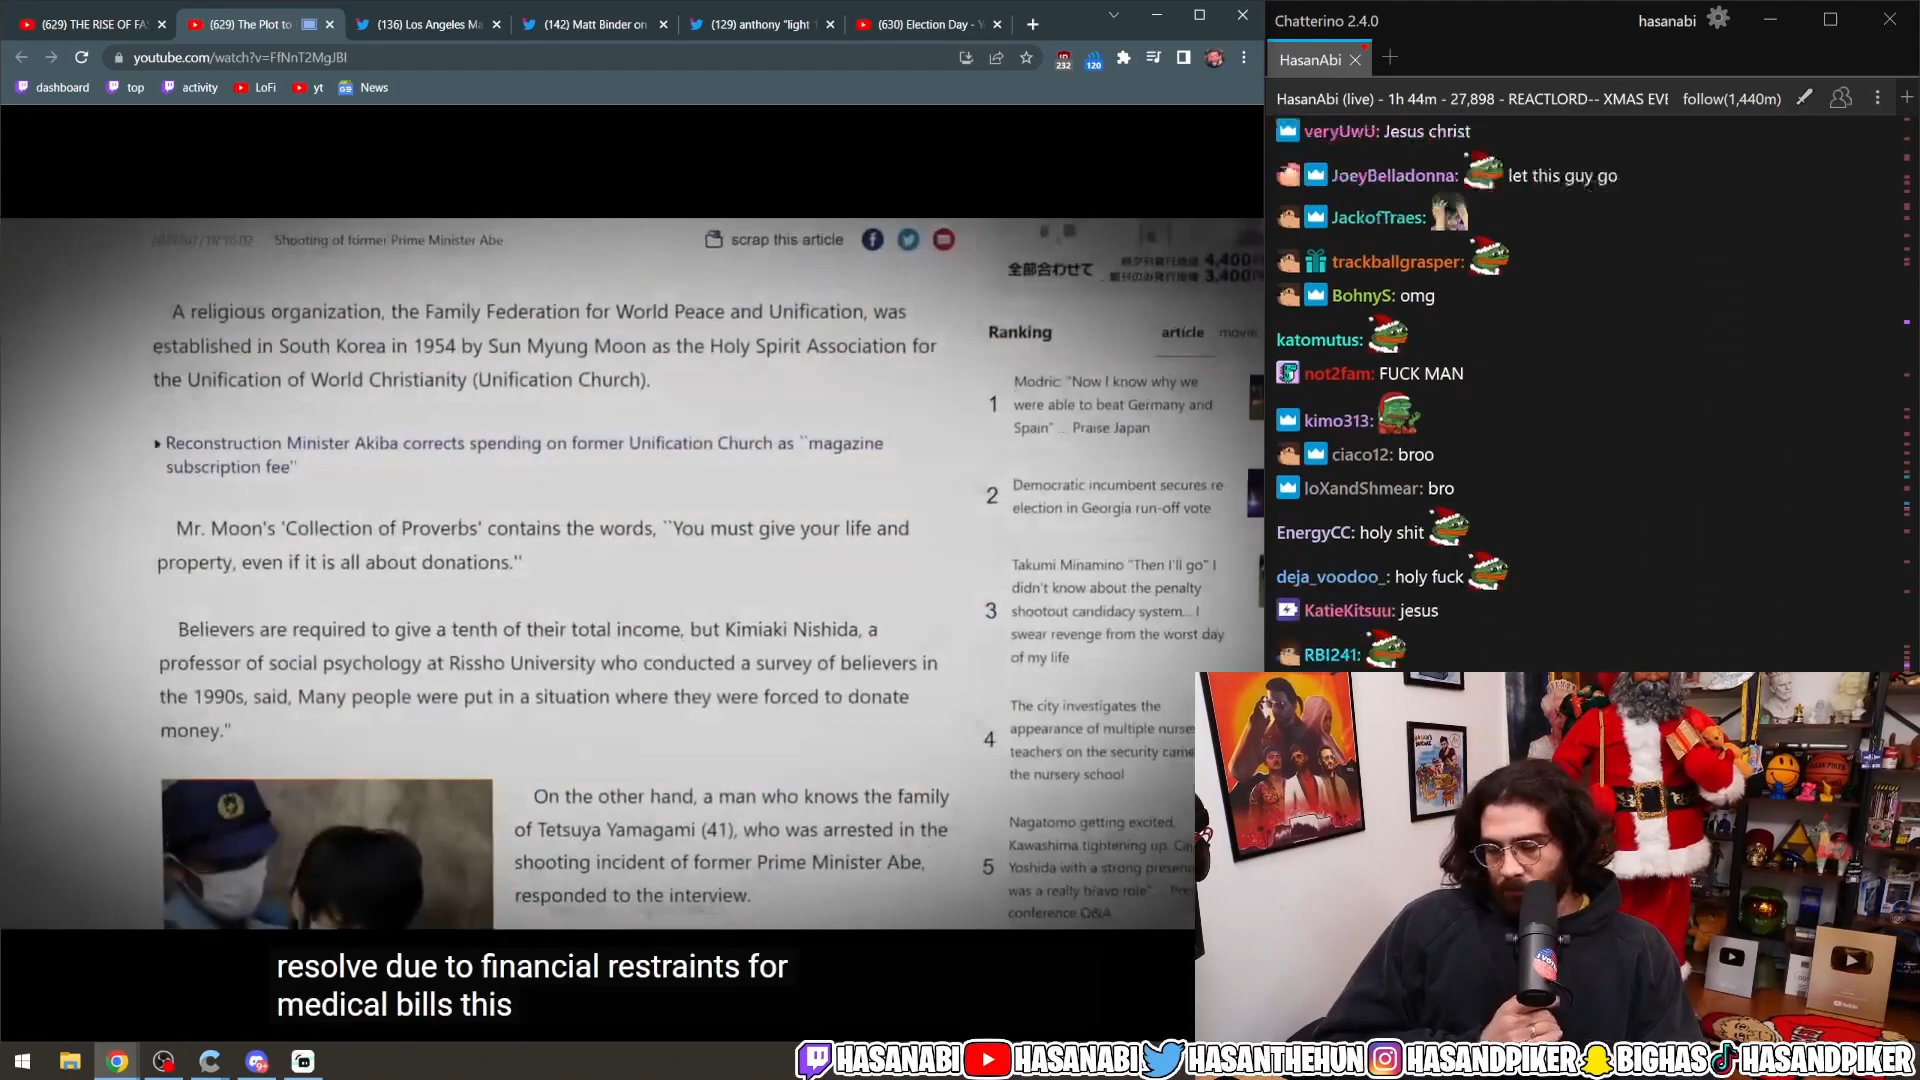 (629) THE RISE OF FAS
(629) The Plot to
(136) Los Angeles Ma
(142) Matt Binder on
(129) anthony "light
(630) Election Day - Y
youtube.com/watch?v=FfNnT2MgJBI
232
120
dashboard
top
activity
LoFi
yt
News
Shooting of former Prime Minister Abe
scrap this article
A religious organization, the Family Federation for World Peace and Unification, was
established in South Korea in 1954 by Sun Myung Moon as the Holy Spirit Association for
the Unification of World Christianity (Unification Church).
Reconstruction Minister Akiba corrects spending on former Unification Church as ``magazine
subscription fee''
Mr. Moon's 'Collection of Proverbs' contains the words, ``You must give your life and
property, even if it is all about donations.''
Believers are required to give a tenth of their total income, but Kimiaki Nishida, a
professor of social psychology at Rissho University who conducted a survey of believers in
the 1990s, said, Many people were put in a situation where they were forced to donate
money."
On the other hand, a man who knows the family
of Tetsuya Yamagami (41), who was arrested in the
shooting incident of former Prime Minister Abe,
responded to the interview.
全部合わせて
4,400
3,400
Ranking
article
movie
1
Modric: "Now I know why we
were able to beat Germany and
Spain" ... Praise Japan
2
Democratic incumbent secures re
election in Georgia run-off vote
3
Takumi Minamino "Then I'll go" I
didn't know about the penalty
shootout candidacy system... I
swear revenge from the worst day
of my life
4
The city investigates the
appearance of multiple nurse
teachers on the security came
the nursery school
5
Nagatomo getting excited,
Kawashima tightening up.
Yoshida with a strong presenc
was a really bravo role"
conference Q&A
resolve due to financial restraints for
medical bills this
Chatterino 2.4.0
hasanabi
HasanAbi
HasanAbi (live) - 1h 44m - 27,898 - REACTLORD-- XMAS EVE
follow(1,440m)
veryUwU: Jesus christ
JoeyBelladonna: let this guy go
JackofTraes:
trackballgrasper:
BohnyS: omg
katomutus:
not2fam: FUCK MAN
kimo313:
ciaco12: broo
loXandShmear: bro
EnergyCC: holy shit
deja_voodoo_: holy fuck
KatieKitsuu: jesus
RBI241:
HASANABI
HASANABI
HASANTHEHUN
HASANDPIKER
BIGHAS
HASANDPIKER